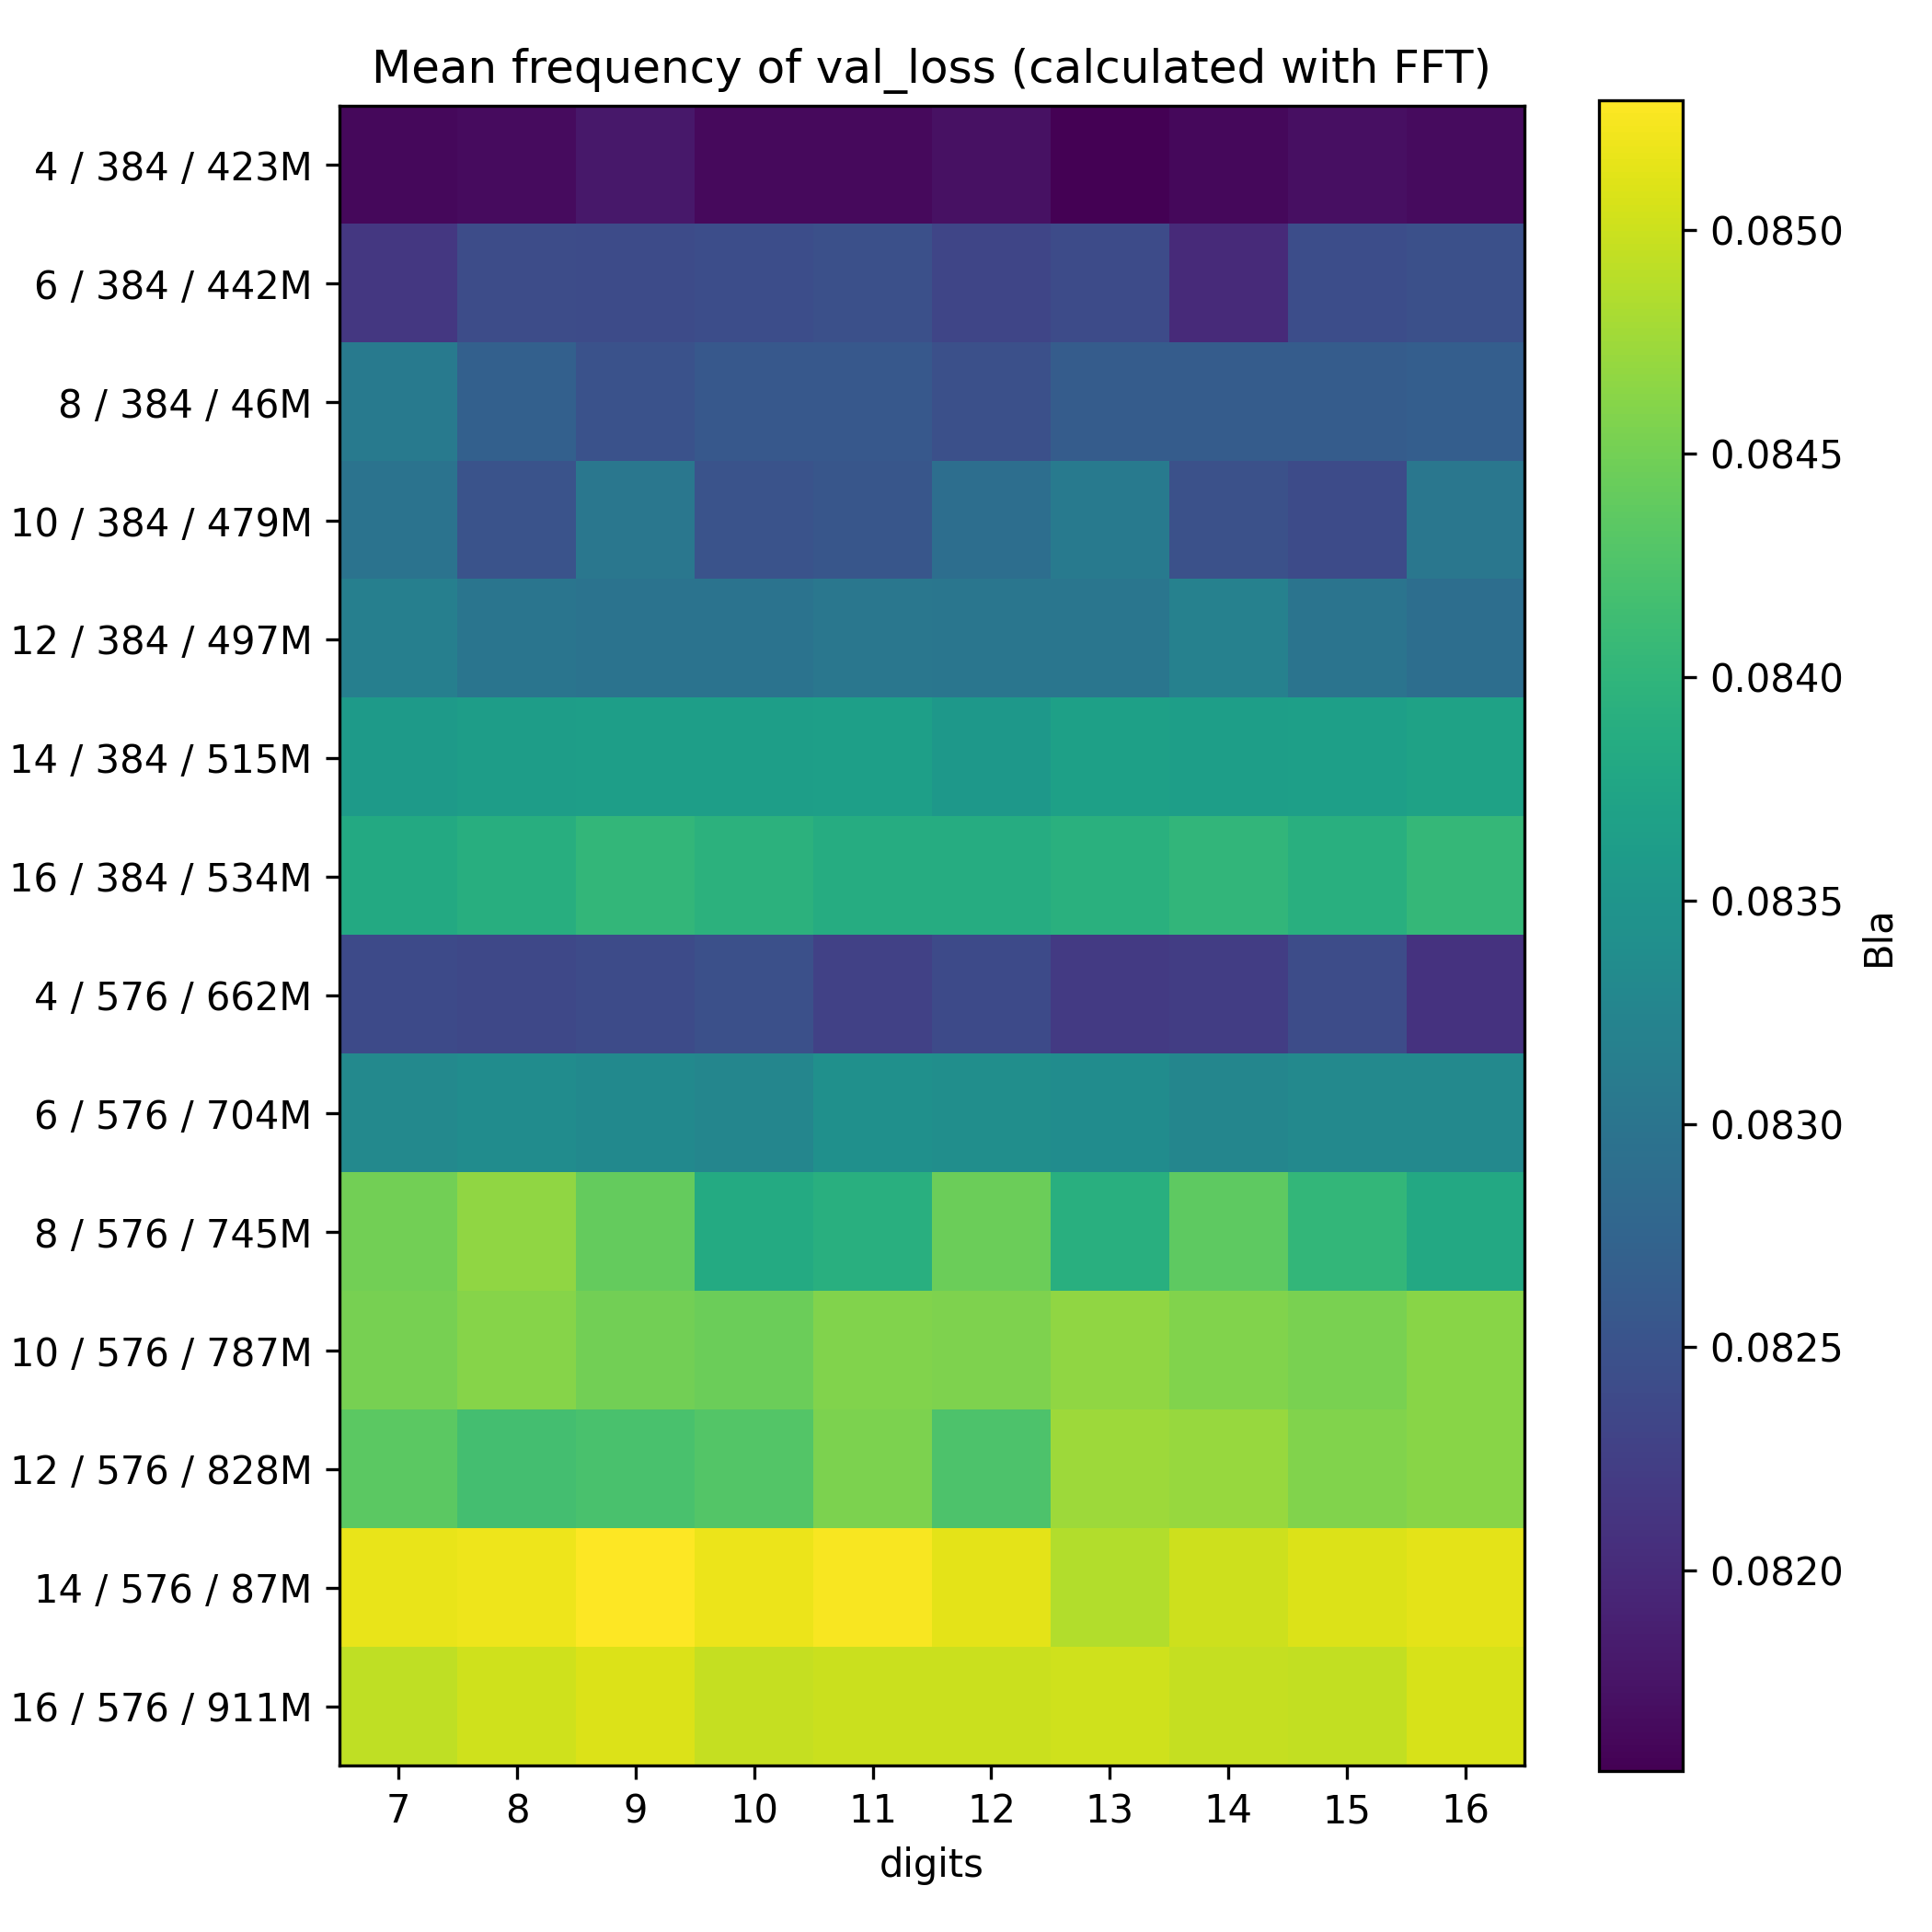 Mean frequency of val_loss (calculated with FFT)
4 / 384 / 423M
6 / 384 / 442M
8 / 384 / 46M
10 / 384 / 479M
12 / 384 / 497M
14 / 384 / 515M
16 / 384 / 534M
4 / 576 / 662M
6 / 576 / 704M
8 / 576 / 745M
10 / 576 / 787M
12 / 576 / 828M
14 / 576 / 87M
16 / 576 / 911M
7 8 9 10 11 12 13 14 15 16
digits
0.0850
0.0845
0.0840
0.0835
0.0830
0.0825
0.0820
Bla